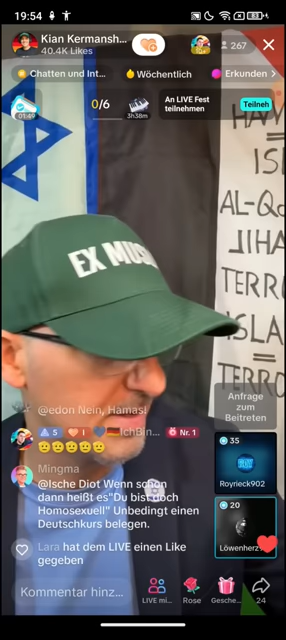 19:54
Kian Kermansh...
40.4K Likes
267
Chatten und Int...
Wöchentlich
Erkunden
01:49
0/6
3h38m
An LIVE Fest
teilnehmen
Teilneh
ISL
AL-Qa
JIHA
TERR
ISLA
=
TERRO
EX MUS
Anfrage
zum
Beitreten
@edon Nein, Hamas!
5
I
IchBin...
Nr. 1
🫡🫡🫡🫡🫡
Mingma
@Ische Diot Wenn schon
dann heißt es"Du bist doch
Homosexuell" Unbedingt einen
Deutschkurs belegen.
35
Royrieck902
20
Löwenherz
Lara hat dem LIVE einen Like
gegeben
Kommentar hinz...
LIVE mi...
Rose
Gesche...
24